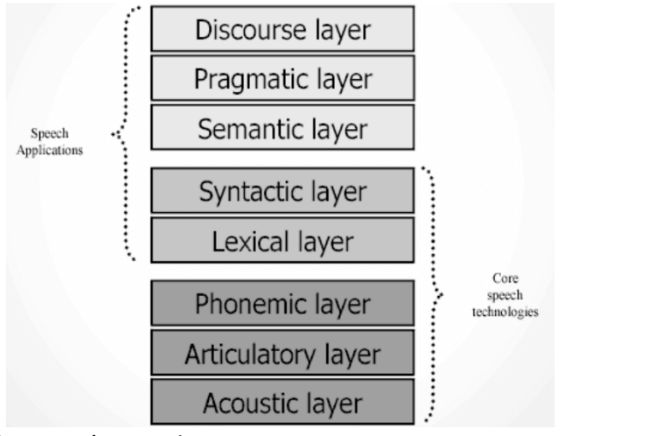 Discourse layer
Pragmatic layer
Semantic layer
Speech
Applications
Syntactic layer
Lexical layer
Core
speech
technologies
Phonemic layer
Articulatory layer
Acoustic layer